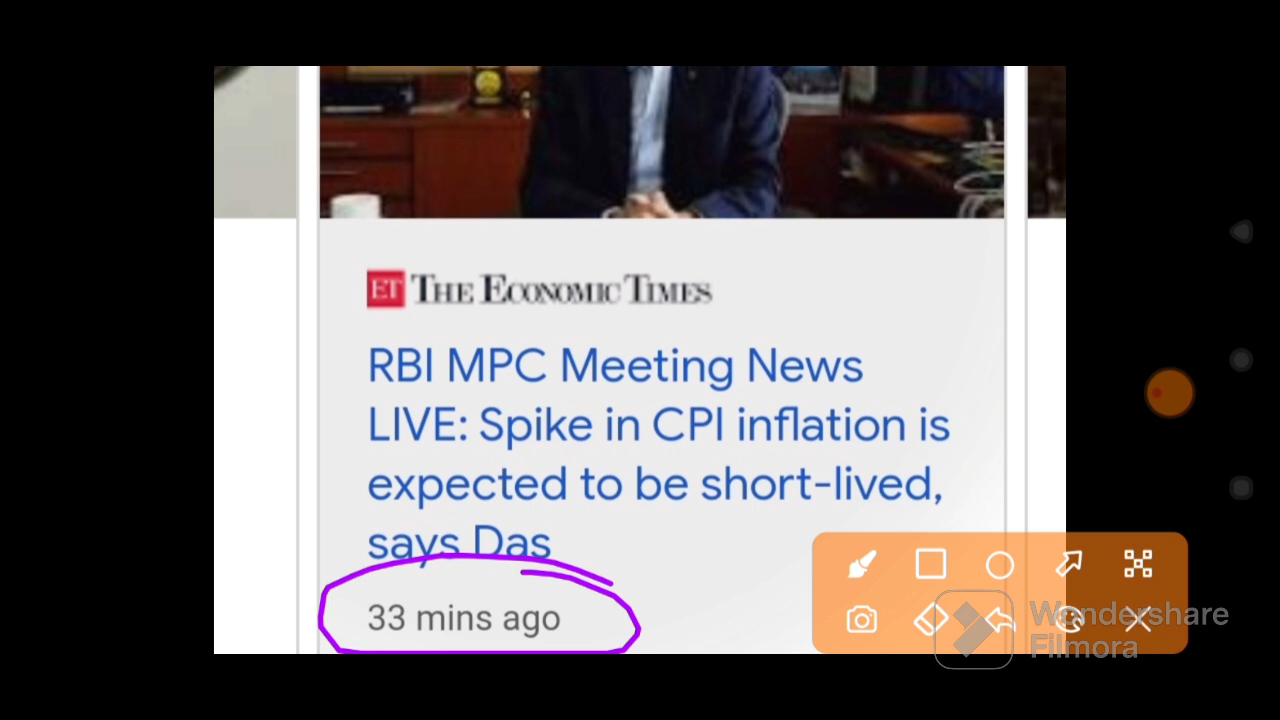 ET THE ECONOMIC TIMES
RBI MPC Meeting News
LIVE: Spike in CPI inflation is
expected to be short-lived,
says Das
33 mins ago
Wondershare
Filmora